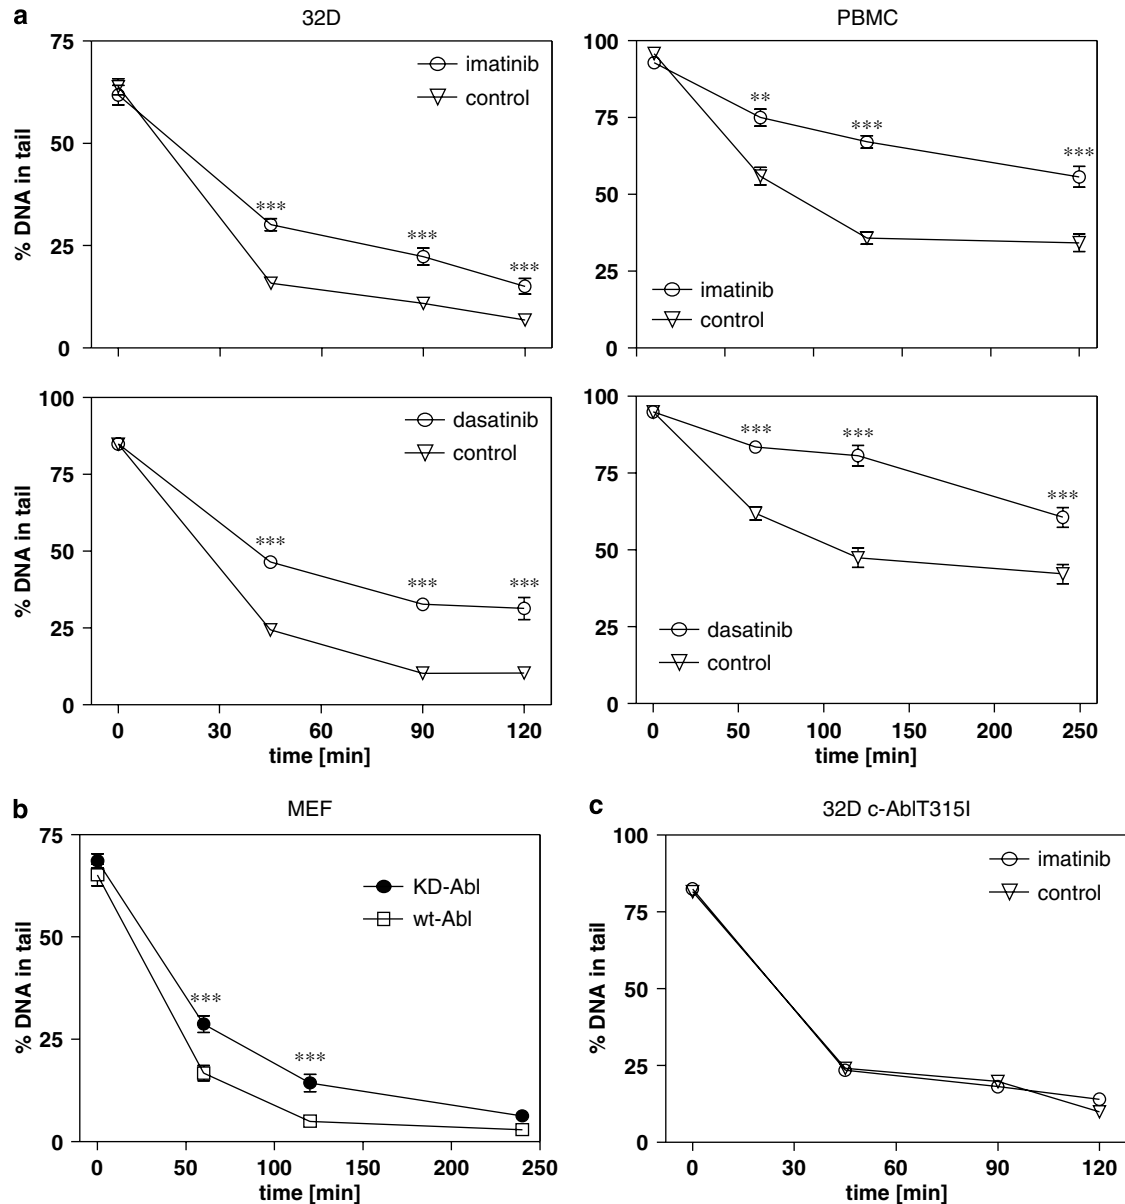 a
32D
PBMC
75
50
25
0
% DNA in tail
imatinib
control
***
***
***
100
75
50
25
0
**
***
***
imatinib
control
100
75
50
25
0
% DNA in tail
dasatinib
control
***
***
***
0 30 60 90 120
time [min]
100
75
50
25
0
***
***
***
dasatinib
control
0 50 100 150 200 250
time [min]
b
MEF
75
50
25
0
% DNA in tail
KD-Abl
wt-Abl
***
***
0 50 100 150 200 250
time [min]
c
32D c-AblT315I
100
75
50
25
0
% DNA in tail
imatinib
control
0 30 60 90 120
time [min]